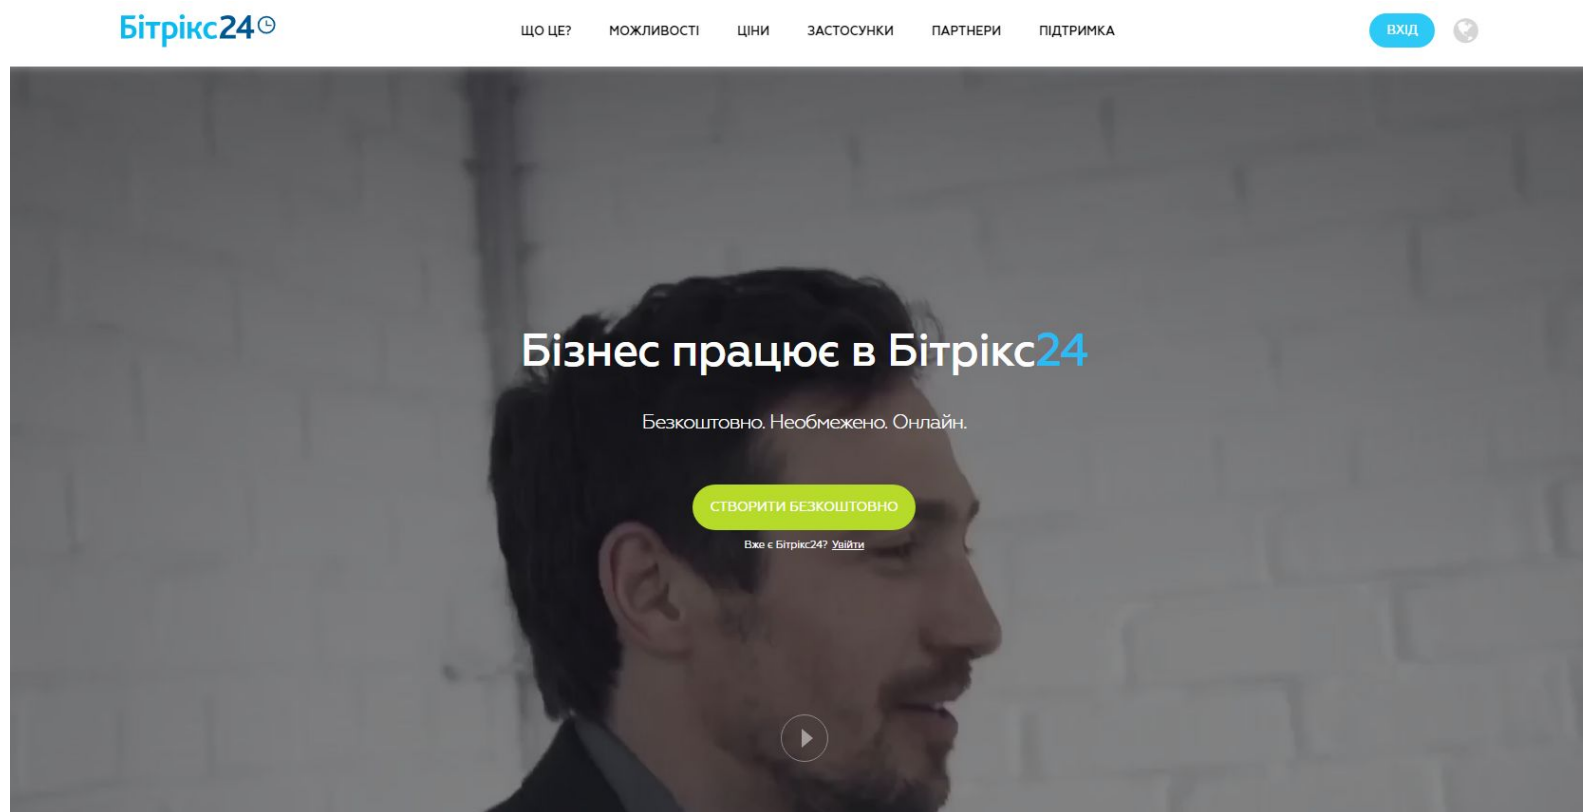 Бітрікс24
ЩО ЦЕ? МОЖЛИВОСТІ ЦІНИ ЗАСТОСУНКИ ПАРТНЕРИ ПІДТРИМКА
ВХІД
Бізнес працює в Бітрікс24
Безкоштовно. Необмежено. Онлайн.
СТВОРИТИ БЕЗКОШТОВНО
Вже є Бітрікс24? Увійти